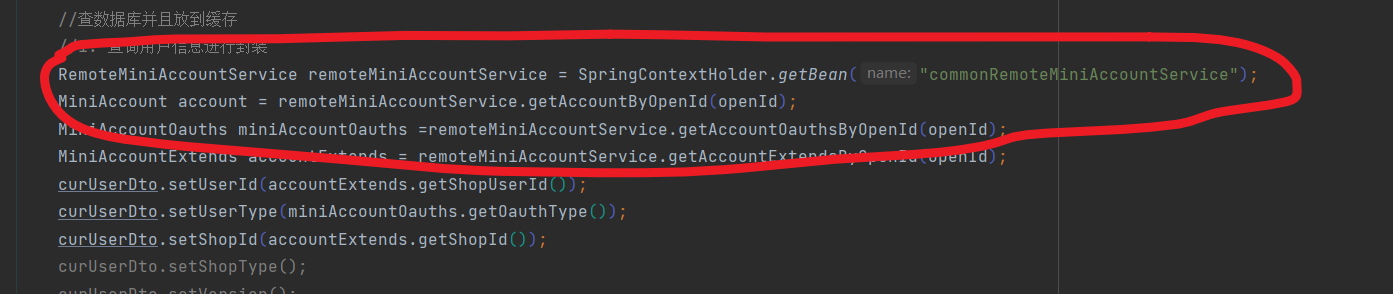 //查数据库并且放到缓存
//1. 查询用户信息进行封装
RemoteMiniAccountService remoteMiniAccountService = SpringContextHolder.getBean( name: "commonRemoteMiniAccountService");
MiniAccount account = remoteMiniAccountService.getAccountByOpenId(openId);
MiniAccountOauths miniAccountOauths =remoteMiniAccountService.getAccountOauthsByOpenId(openId);
MiniAccountExtends accountExtends = remoteMiniAccountService.getAccountExtendsByOpenId(openId);
curUserDto.setUserId(accountExtends.getShopUserId());
curUserDto.setUserType(miniAccountOauths.getOauthType());
curUserDto.setShopId(accountExtends.getShopId());
curUserDto.setShopType();
curUserDto.setVersion();